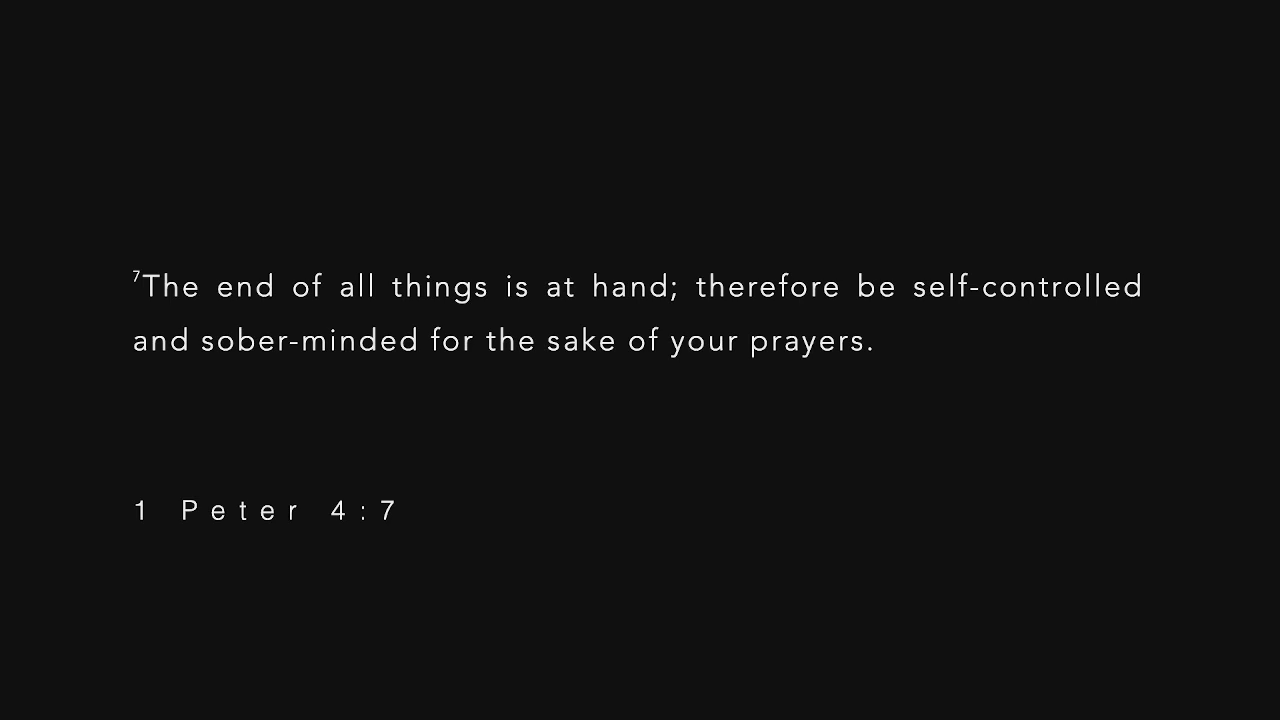 ⁷The end of all things is at hand; therefore be self-controlled
and sober-minded for the sake of your prayers.
1 Peter 4:7